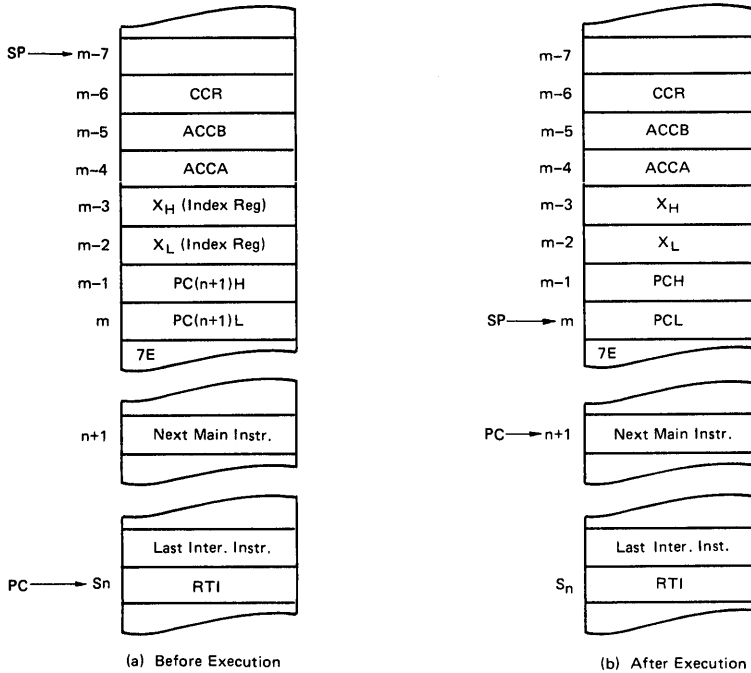 SP m-7
m-6 CCR
m-5 ACCB
m-4 ACCA
m-3 XH (Index Reg)
m-2 XL (Index Reg)
m-1 PC(n+1)H
m PC(n+1)L
7E
n+1 Next Main Instr.
Last Inter. Instr.
PC Sn RTI
(a) Before Execution
m-7
m-6 CCR
m-5 ACCB
m-4 ACCA
m-3 XH
m-2 XL
m-1 PCH
SP m PCL
7E
PC n+1 Next Main Instr.
Last Inter. Inst.
Sn RTI
(b) After Execution